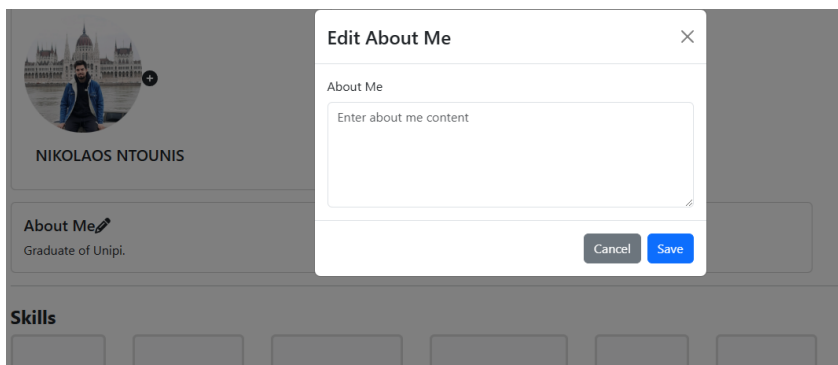 Edit About Me
About Me
Enter about me content
Cancel Save
NIKOLAOS NTOUNIS
About Me
Graduate of Unipi.
Skills